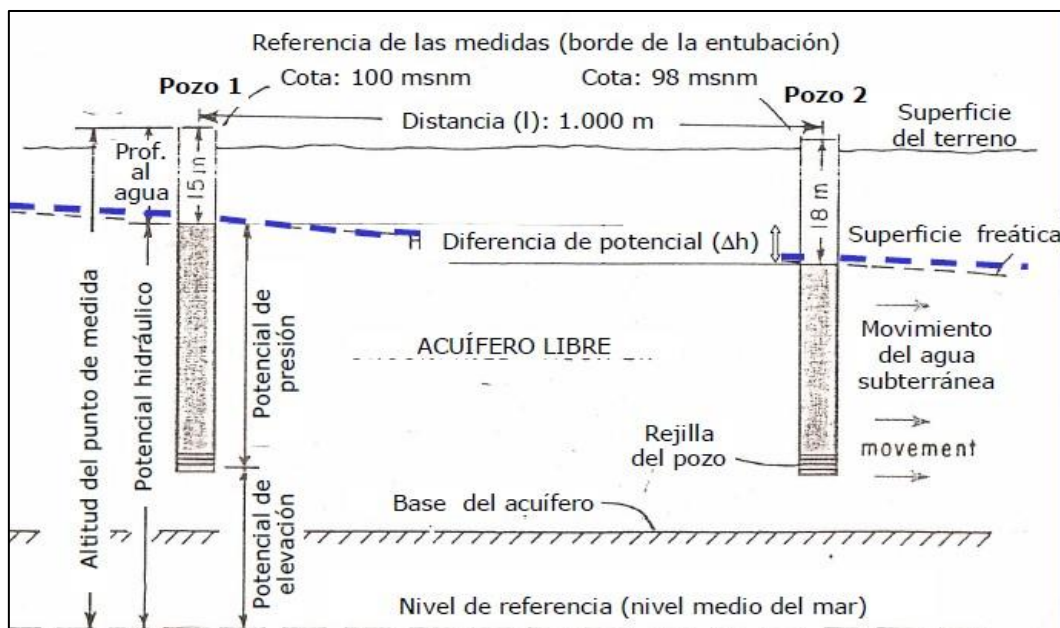 Referencia de las medidas (borde de la entubación)
Cota: 100 msnm
Cota: 98 msnm
Pozo 1
Pozo 2
Distancia (l): 1.000 m
Superficie
del terreno
Prof.
al
agua
15 m
18 m
H
Diferencia de potencial (Δh)
Superficie freática
Altitud del punto de medida
Potencial hidráulico
Potencial de
presión
ACUÍFERO LIBRE
Movimiento
del agua
subterránea
Rejilla
del pozo
movement
Potencial de
elevación
Base del acuífero
Nivel de referencia (nivel medio del mar)